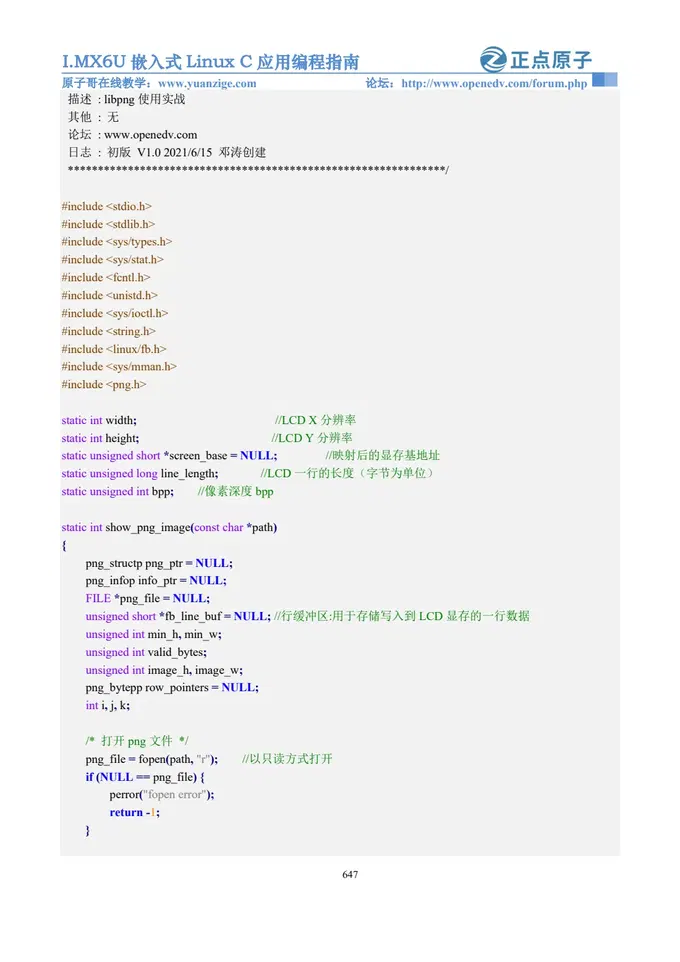 I.MX6U 嵌入式 Linux C 应用编程指南
正点原子
原子哥在线教学：www.yuanzige.com 论坛：http://www.openedv.com/forum.php
描述 : libpng 使用实战
其他 : 无
论坛 : www.openedv.com
日志 : 初版 V1.0 2021/6/15 邓涛创建
***************************************************************/
#include <stdio.h>
#include <stdlib.h>
#include <sys/types.h>
#include <sys/stat.h>
#include <fcntl.h>
#include <unistd.h>
#include <sys/ioctl.h>
#include <string.h>
#include <linux/fb.h>
#include <sys/mman.h>
#include <png.h>
static int width; //LCD X 分辨率
static int height; //LCD Y 分辨率
static unsigned short *screen_base = NULL; //映射后的显存基地址
static unsigned long line_length; //LCD 一行的长度（字节为单位）
static unsigned int bpp; //像素深度 bpp
static int show_png_image(const char *path)
{
png_structp png_ptr = NULL;
png_infop info_ptr = NULL;
FILE *png_file = NULL;
unsigned short *fb_line_buf = NULL; //行缓冲区:用于存储写入到 LCD 显存的一行数据
unsigned int min_h, min_w;
unsigned int valid_bytes;
unsigned int image_h, image_w;
png_bytepp row_pointers = NULL;
int i, j, k;
/* 打开 png 文件 */
png_file = fopen(path, "r"); //以只读方式打开
if (NULL == png_file) {
perror("fopen error");
return -1;
}
647